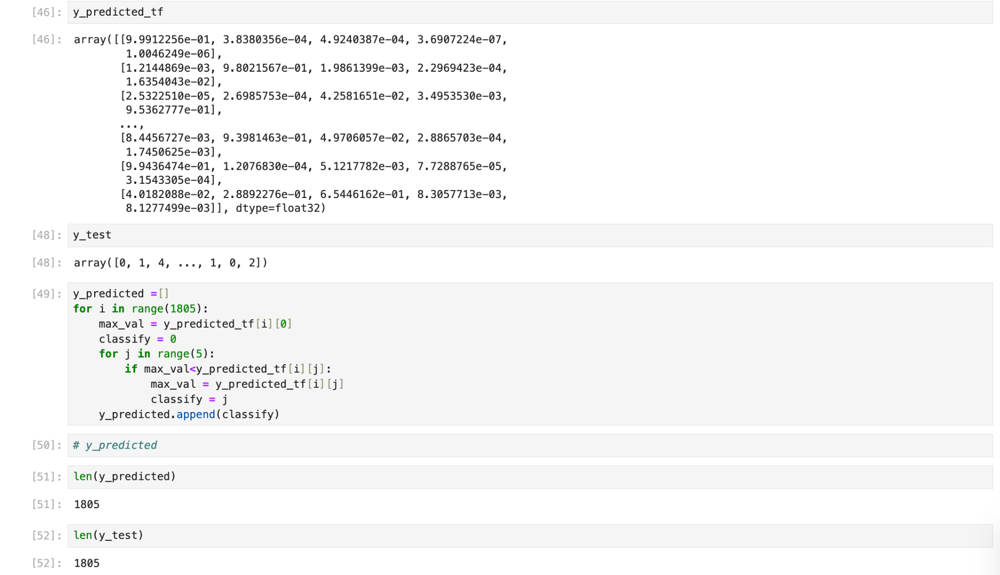 [46]: y_predicted_tf
[46]: array([[9.9912256e-01, 3.8380356e-04, 4.9240387e-04, 3.6907224e-07,
        1.0046249e-06],
       [1.2144869e-03, 9.8021567e-01, 1.9861399e-03, 2.2969423e-04,
        1.6354043e-02],
       [2.5322510e-05, 2.6985753e-04, 4.2581651e-02, 3.4953530e-03,
        9.5362777e-01],
       ...,
       [8.4456727e-03, 9.3981463e-01, 4.9706057e-02, 2.8865703e-04,
        1.7450625e-03],
       [9.9436474e-01, 1.2076830e-04, 5.1217782e-03, 7.7288765e-05,
        3.1543305e-04],
       [4.0182088e-02, 2.8892276e-01, 6.5446162e-01, 8.3057713e-03,
        8.1277499e-03]], dtype=float32)
[48]: y_test
[48]: array([0, 1, 4, ..., 1, 0, 2])
[49]: y_predicted =[]
for i in range(1805):
    max_val = y_predicted_tf[i][0]
    classify = 0
    for j in range(5):
        if max_val<y_predicted_tf[i][j]:
            max_val = y_predicted_tf[i][j]
            classify = j
    y_predicted.append(classify)
[50]: # y_predicted
[51]: len(y_predicted)
[51]: 1805
[52]: len(y_test)
[52]: 1805